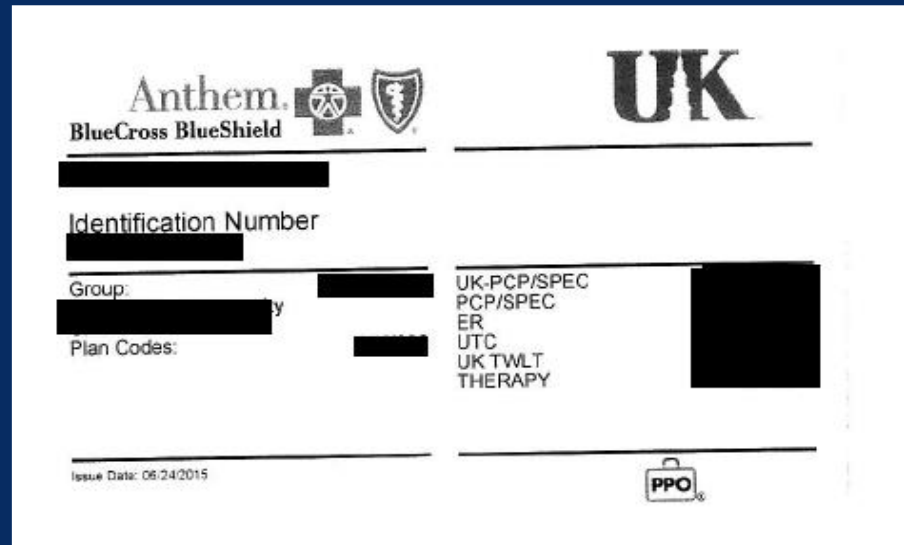 Anthem®
BlueCross BlueShield
UK
Identification Number
Group:
ty
Plan Codes:
UK-PCP/SPEC
PCP/SPEC
ER
UTC
UK TWLT
THERAPY
Issue Date: 06/24/2015
PPO®